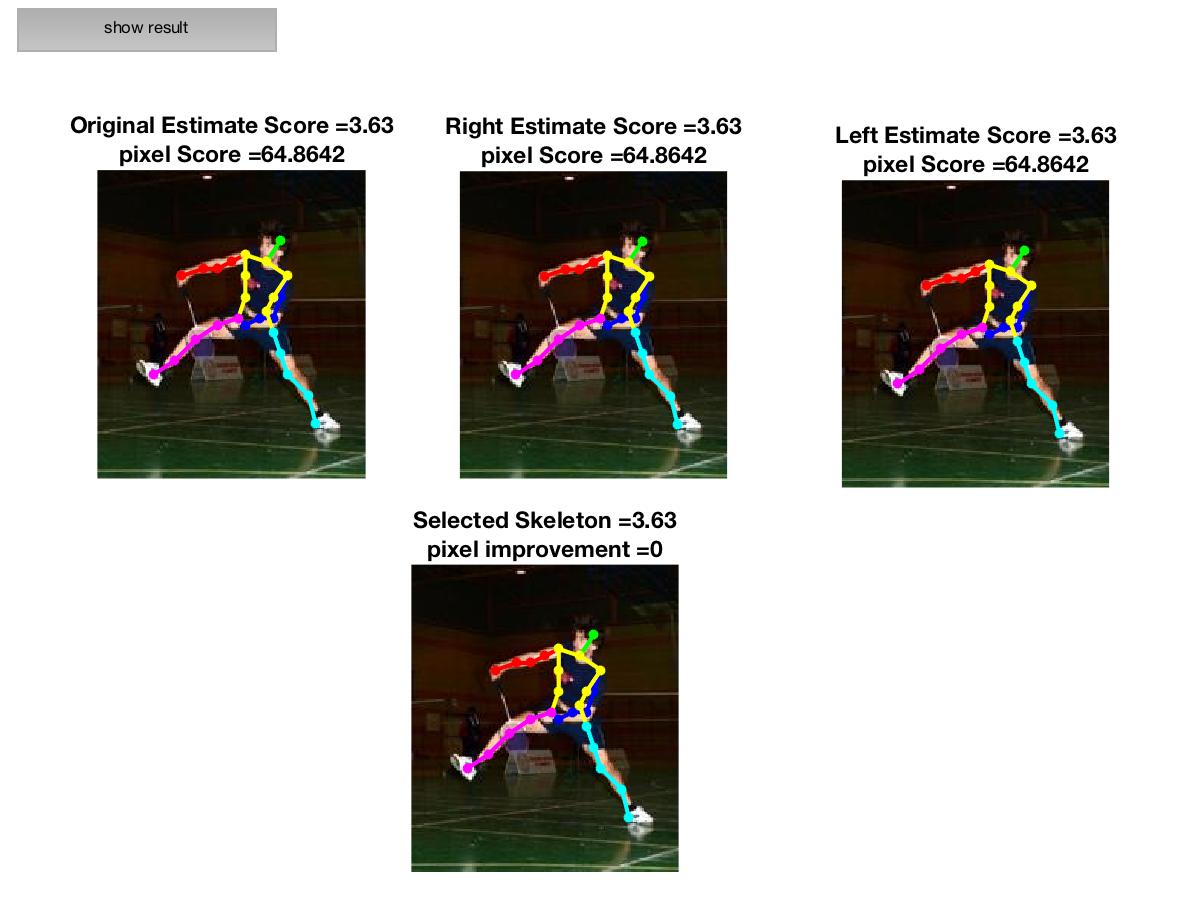 show result
Original Estimate Score =3.63
pixel Score =64.8642
Right Estimate Score =3.63
pixel Score =64.8642
Left Estimate Score =3.63
pixel Score =64.8642
Selected Skeleton =3.63
pixel improvement =0